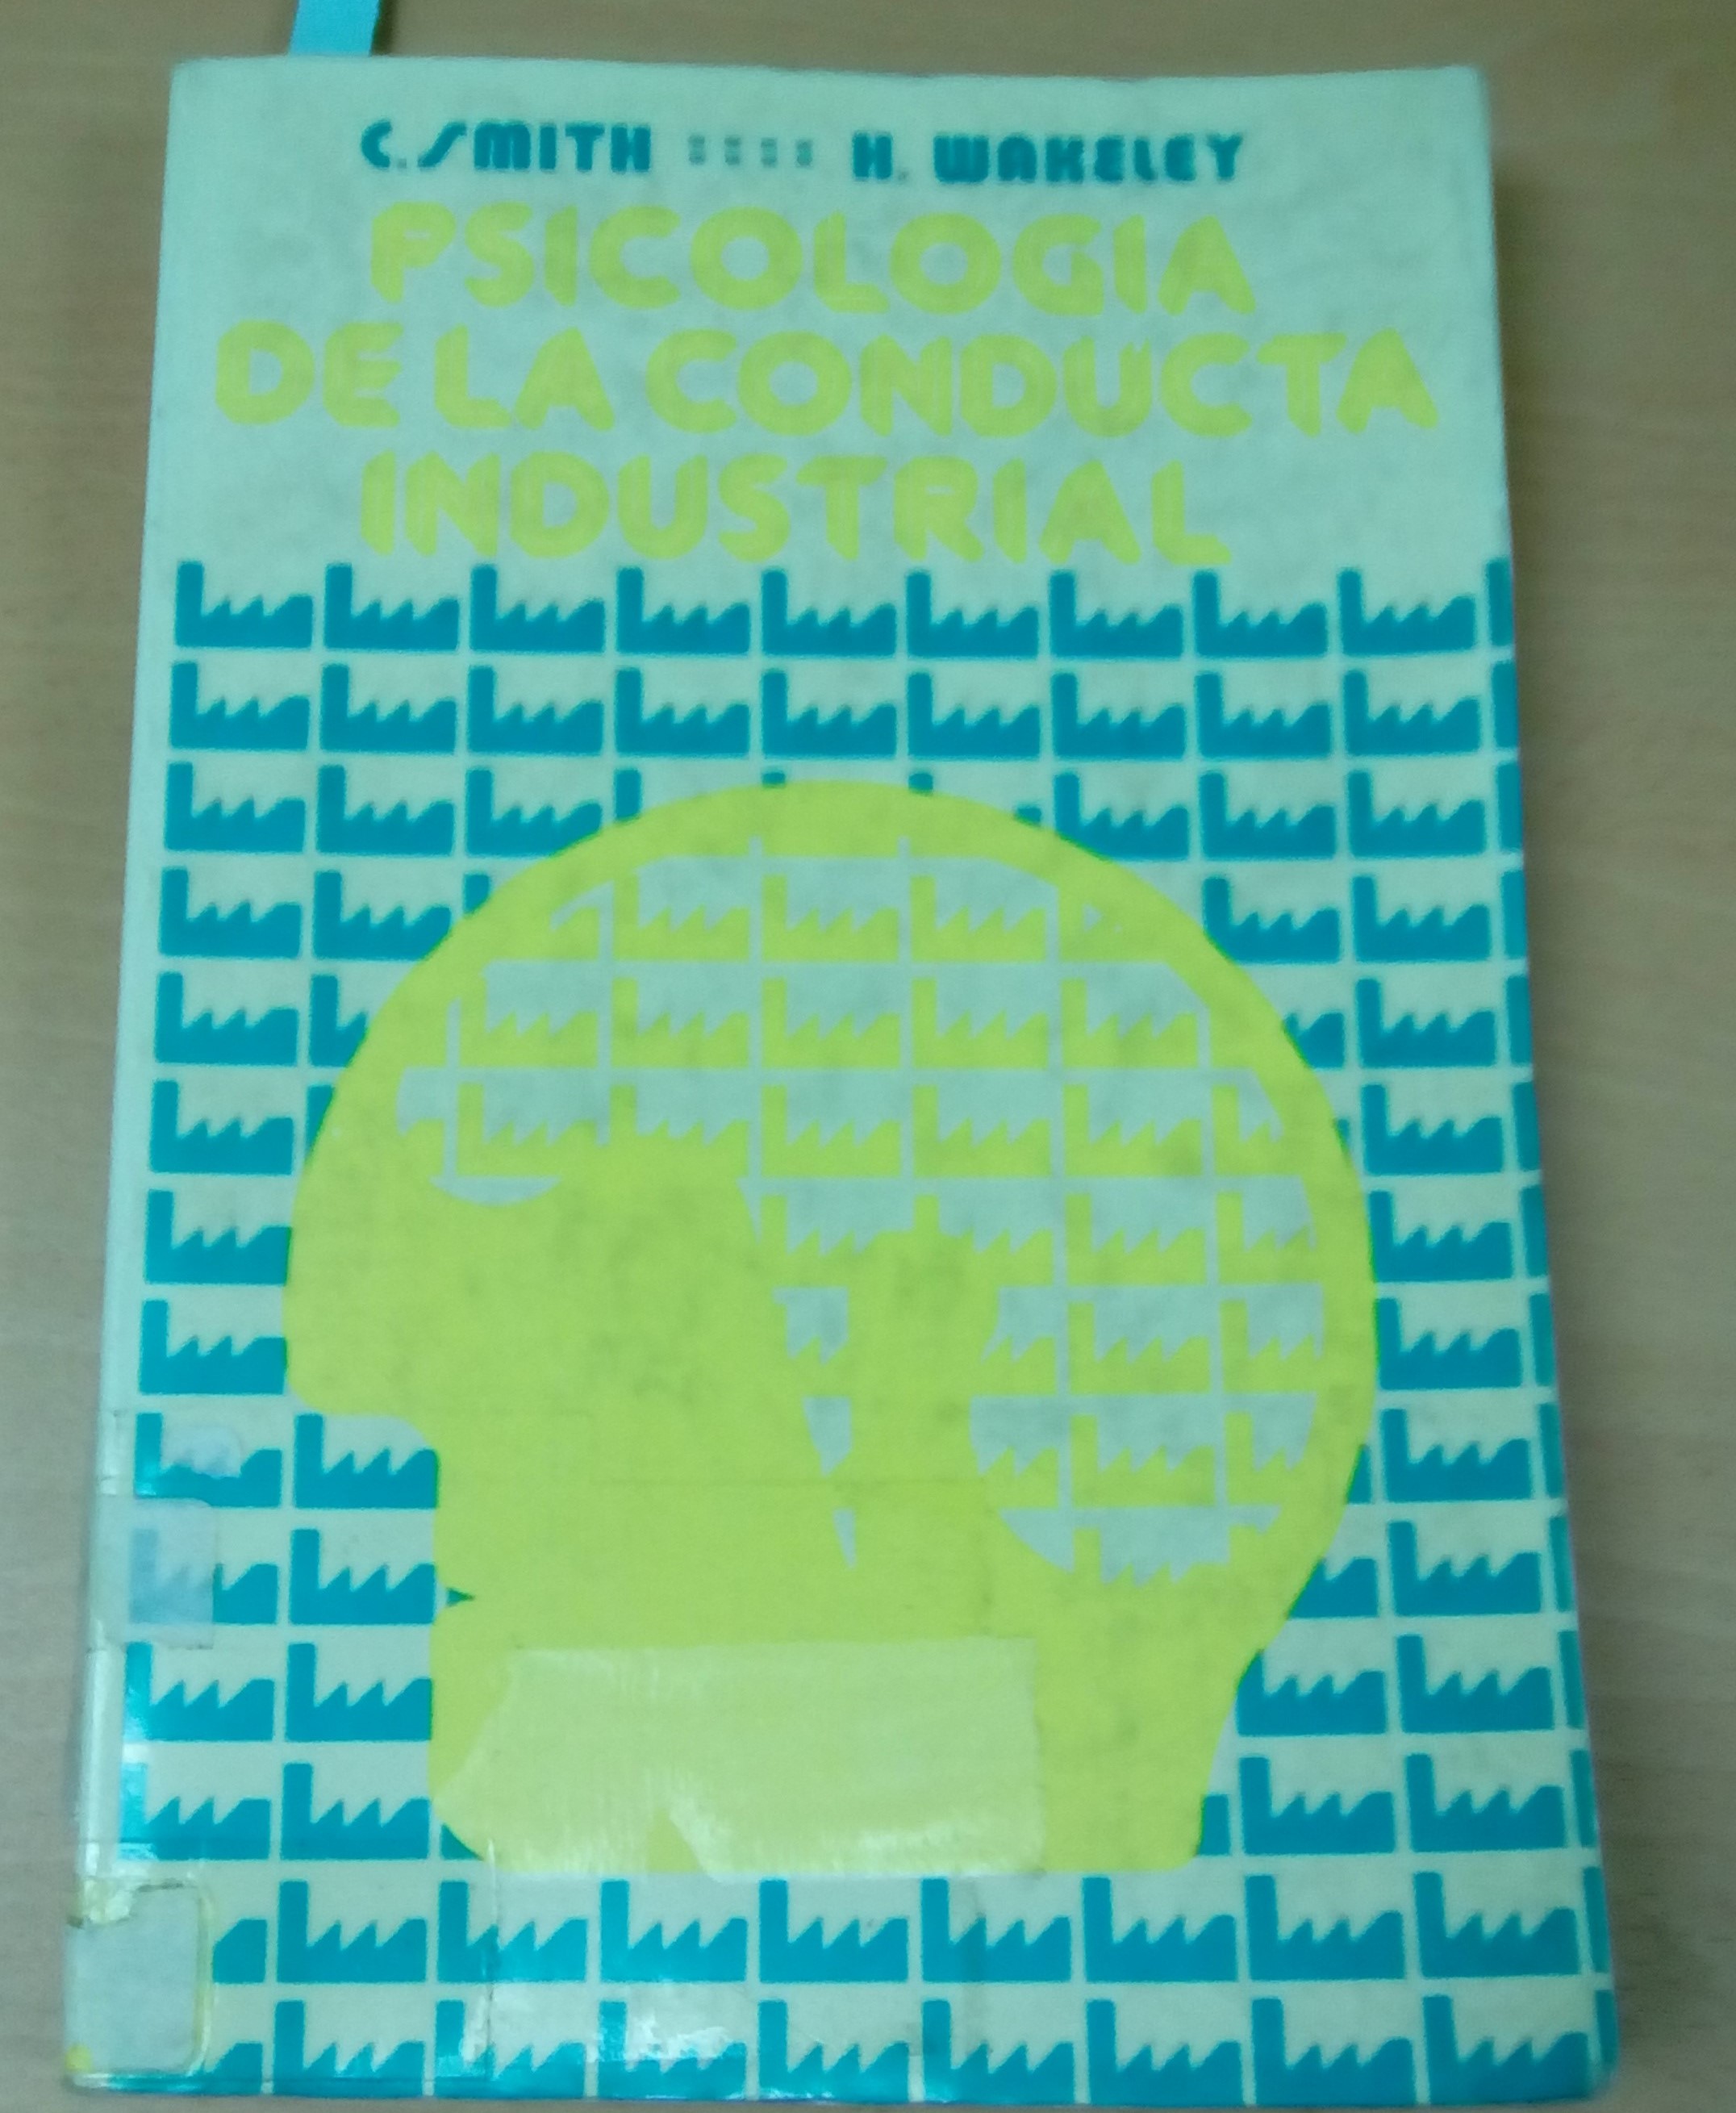 C. SMITH :::: H. WAKELEY
PSICOLOGIA
DE LA CONDUCTA
INDUSTRIAL